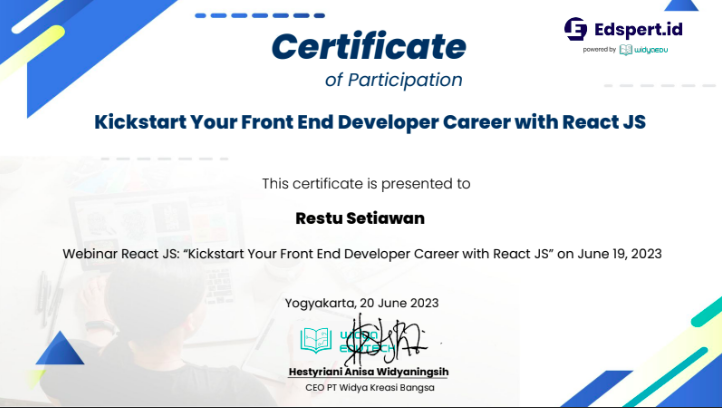 Edspert.id
powered by WIDYAEDU
Certificate
of Participation
Kickstart Your Front End Developer Career with React JS
This certificate is presented to
Restu Setiawan
Webinar React JS: “Kickstart Your Front End Developer Career with React JS” on June 19, 2023
Yogyakarta, 20 June 2023
WIDYA
EDUTECH
Hestyriani Anisa Widyaningsih
CEO PT Widya Kreasi Bangsa